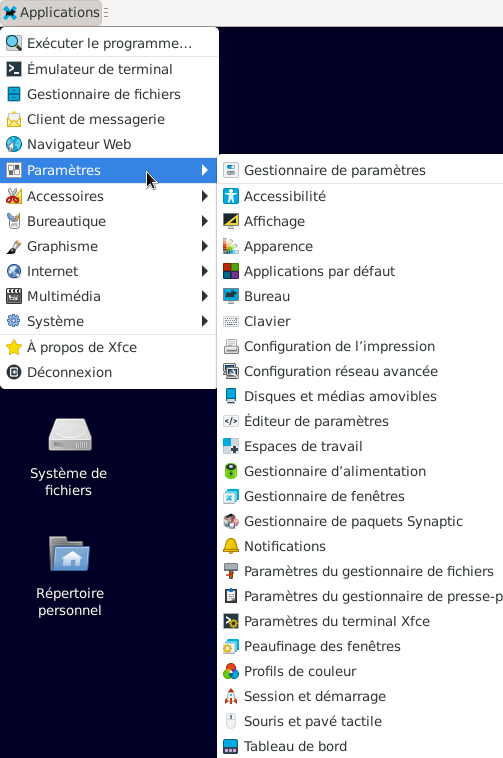 Applications
Exécuter le programme...
Émulateur de terminal
Gestionnaire de fichiers
Client de messagerie
Navigateur Web
Paramètres
Accessoires
Bureautique
Graphisme
Internet
Multimédia
Système
À propos de Xfce
Déconnexion
Gestionnaire de paramètres
Accessibilité
Affichage
Apparence
Applications par défaut
Bureau
Clavier
Configuration de l’impression
Configuration réseau avancée
Disques et médias amovibles
Éditeur de paramètres
Espaces de travail
Gestionnaire d’alimentation
Gestionnaire de fenêtres
Gestionnaire de paquets Synaptic
Notifications
Paramètres du gestionnaire de fichiers
Paramètres du gestionnaire de presse-p
Paramètres du terminal Xfce
Peaufinage des fenêtres
Profils de couleur
Session et démarrage
Souris et pavé tactile
Tableau de bord
Système de
fichiers
Répertoire
personnel